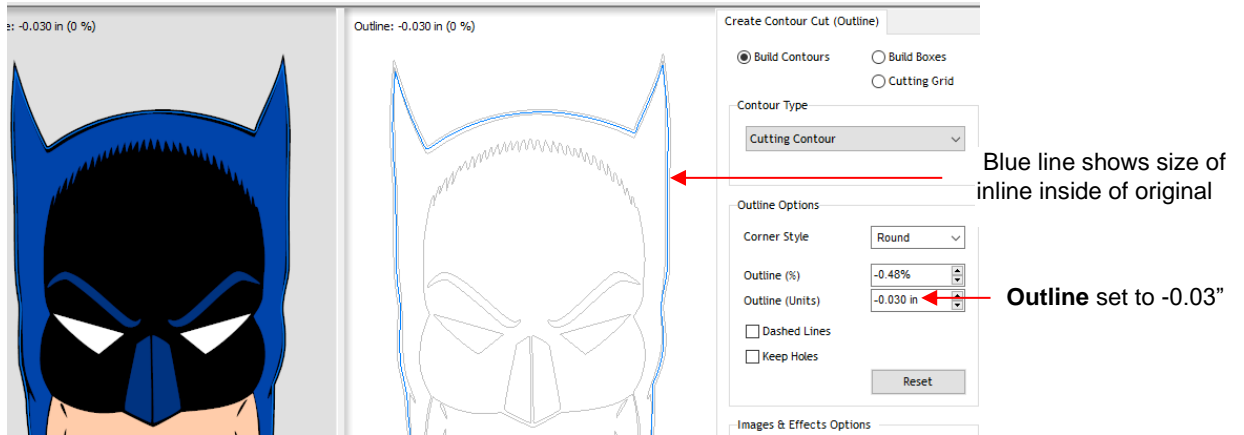 e: -0.030 in (0 %)
Outline: -0.030 in (0 %)
Create Contour Cut (Outline)
Build Contours
Build Boxes
Cutting Grid
Contour Type
Cutting Contour
Blue line shows size of
inline inside of original
Outline Options
Corner Style
Round
Outline (%)
-0.48%
Outline (Units)
-0.030 in
Outline set to -0.03”
Dashed Lines
Keep Holes
Reset
Images & Effects Options